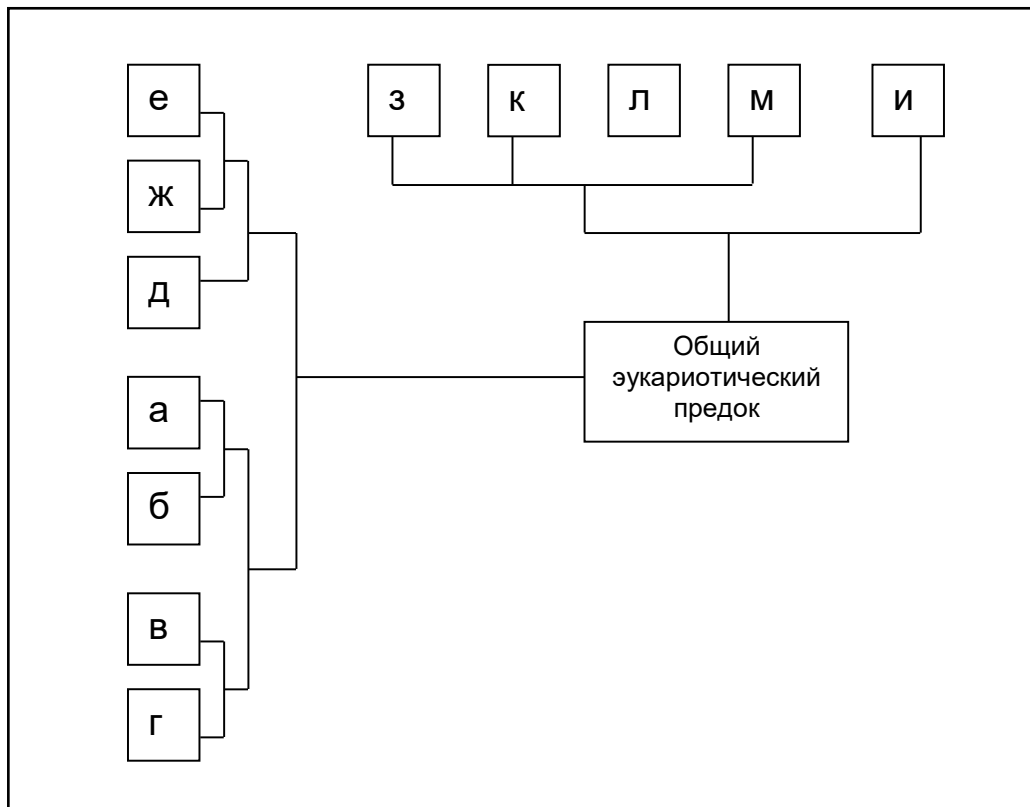 е
з
к
л
м
и
ж
д
Общий
эукариотический
предок
а
б
в
г